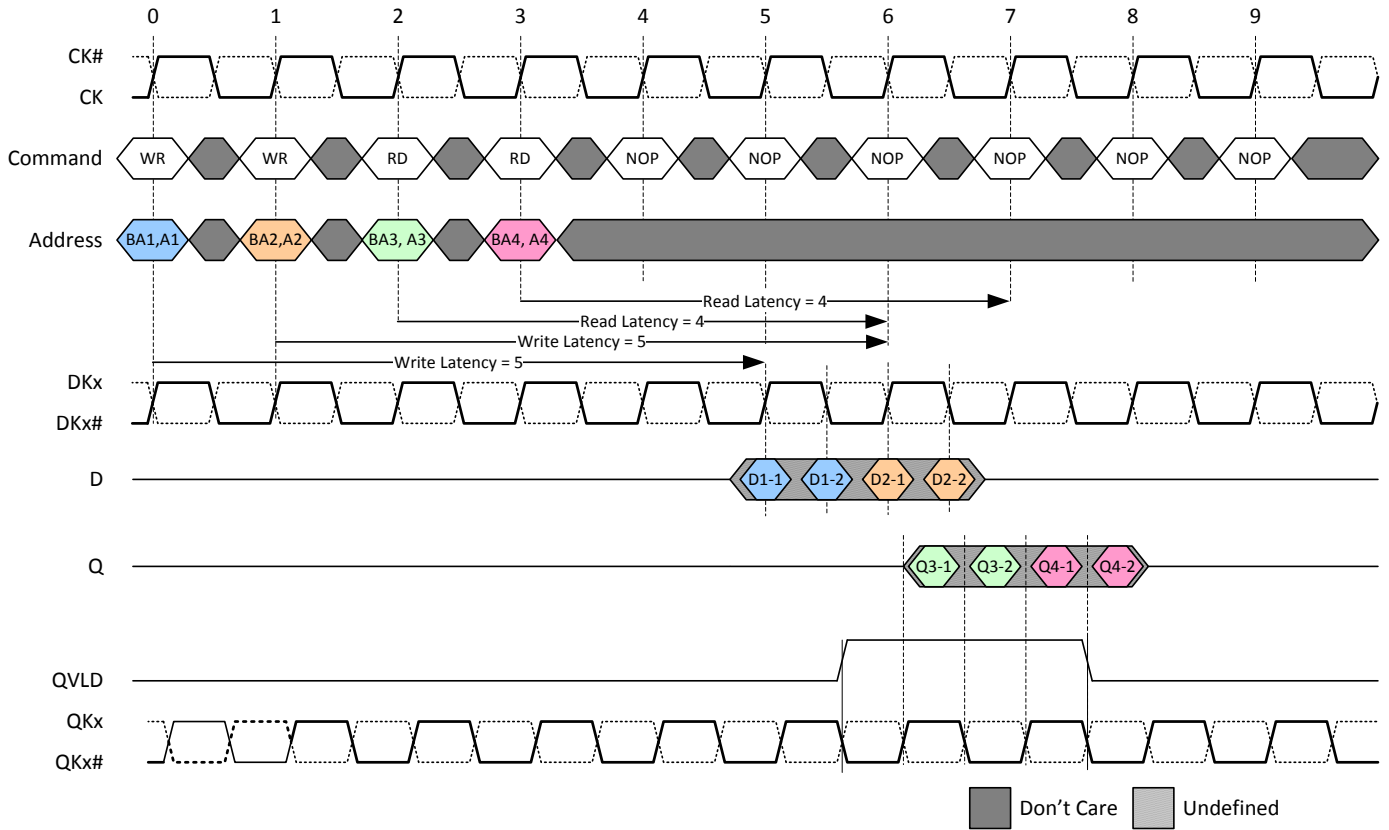 0 1 2 3 4 5 6 7 8 9
CK#
CK
Command WR WR RD RD NOP NOP NOP NOP NOP NOP
Address BA1,A1 BA2,A2 BA3, A3 BA4, A4
Read Latency = 4
Read Latency = 4
Write Latency = 5
Write Latency = 5
DKx
DKx#
D D1-1 D1-2 D2-1 D2-2
Q Q3-1 Q3-2 Q4-1 Q4-2
QVLD
QKx
QKx#
Don't Care Undefined